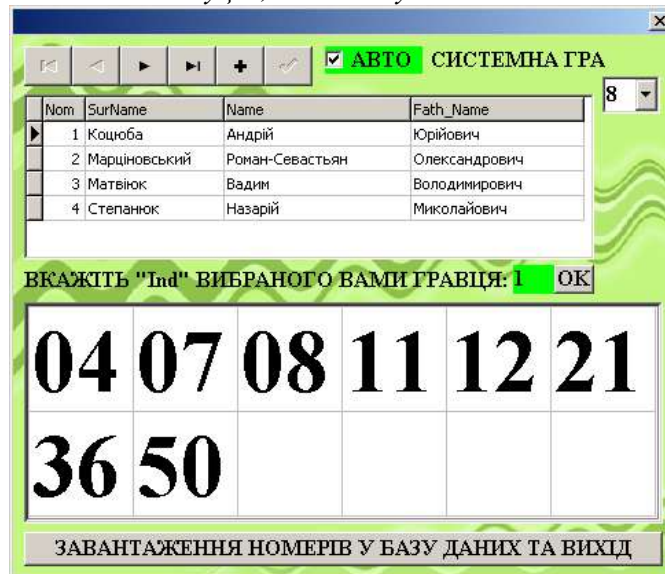 АВТО СИСТЕМНА ГРА
8
Nom SurName Name Fath_Name
1 Коцюба Андрій Юрійович
2 Марціновський Роман-Севастьян Олександрович
3 Матвіюк Вадим Володимирович
4 Степанюк Назарій Миколайович
ВКАЖІТЬ "Ind" ВИБРАНОГО ВАМИ ГРАВЦЯ: 1 OK
04 07 08 11 12 21
36 50
ЗАВАНТАЖЕННЯ НОМЕРІВ У БАЗУ ДАНИХ ТА ВИХІД